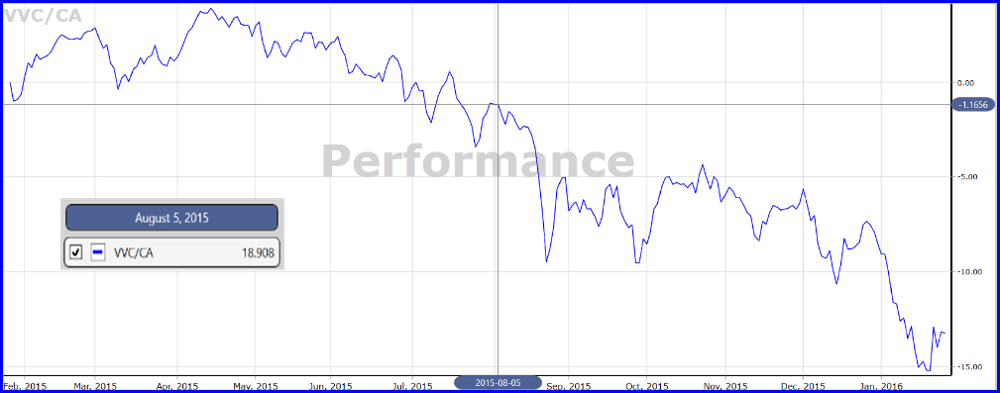 VVC/CA
Performance
0.00
-1.1656
-5.00
-10.00
-15.00
August 5, 2015
VVC/CA 18.908
Feb, 2015 Mar, 2015 Apr, 2015 May, 2015 Jun, 2015 Jul, 2015 2015-08-05 Sep, 2015 Oct, 2015 Nov, 2015 Dec, 2015 Jan, 2016